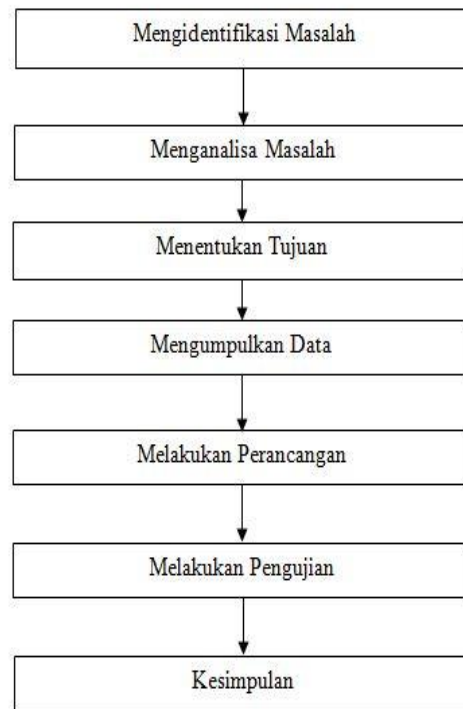 Mengidentifikasi Masalah
Menganalisa Masalah
Menentukan Tujuan
Mengumpulkan Data
Melakukan Perancangan
Melakukan Pengujian
Kesimpulan